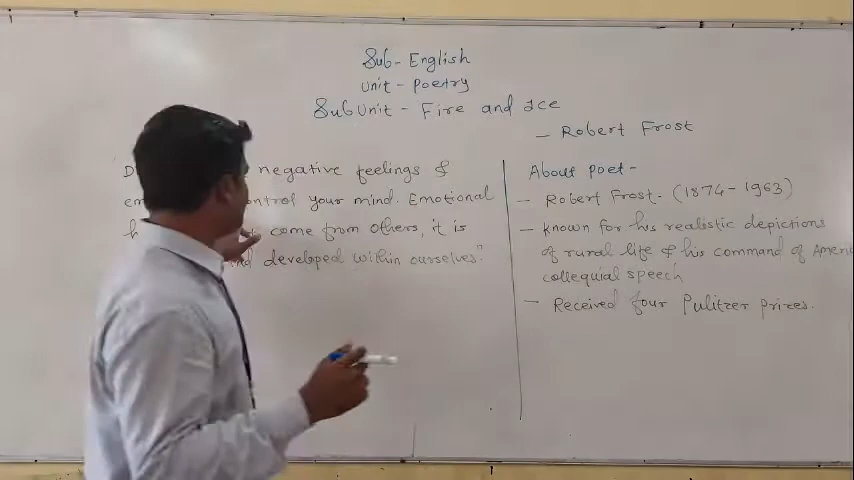 Sub- English
Unit - Poetry
SubUnit - Fire and Ice
- Robert Frost
negative feelings &
your mind. Emotional
come from others, it is
developed within ourselves."
About poet-
- Robert Frost- (1874-1963)
- Known for his realistic depictions
of rural life & his command of
collequial speech
- Received four Pulitzer prizes.